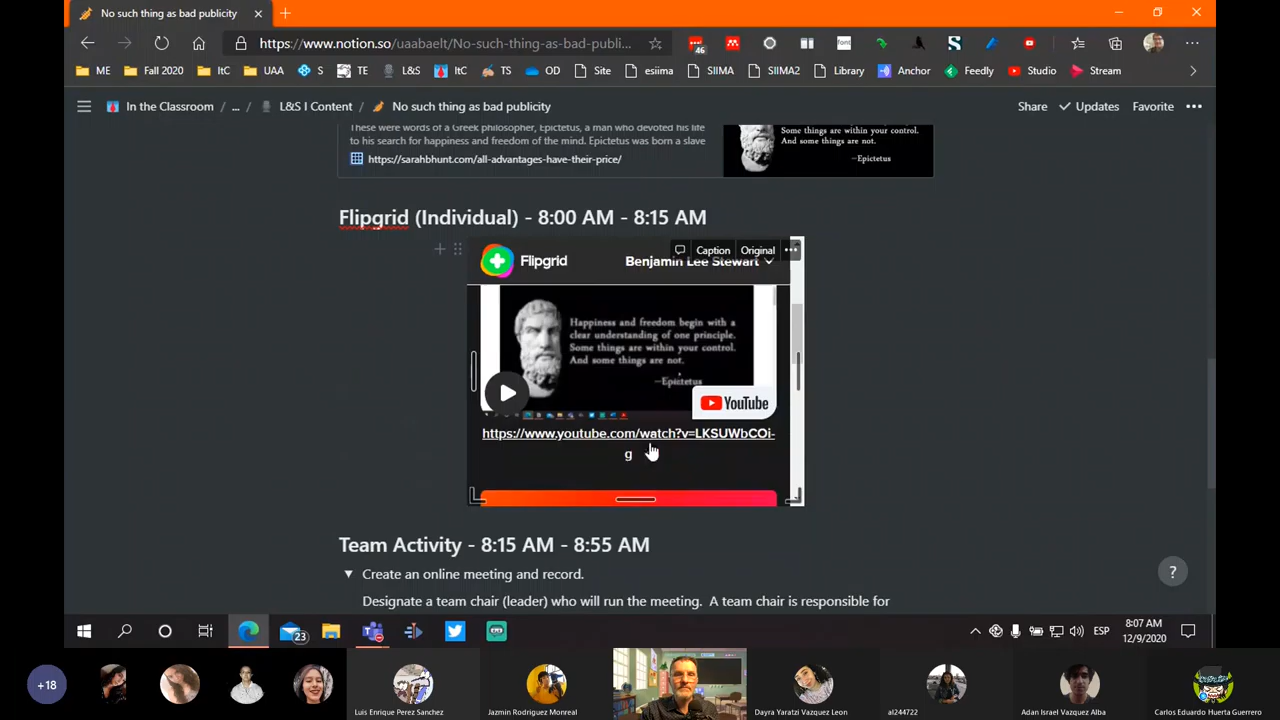 No such thing as bad publicity
https://www.notion.so/uaabaelt/No-such-thing-as-bad-publi...
46
font
ME
Fall 2020
ItC
UAA
S
TE
L&S
ItC
TS
OD
Site
esiima
SIIMA
SIIMA2
Library
Anchor
Feedly
Studio
Stream
In the Classroom / ... / L&S I Content / No such thing as bad publicity
Share
Updates
Favorite
These were words of a Greek philosopher, Epictetus, a man who devoted his life
to his search for happiness and freedom of the mind. Epictetus was born a slave
https://sarahbhunt.com/all-advantages-have-their-price/
Some things are within your control.
And some things are not.
—Epictetus
Flipgrid (Individual) - 8:00 AM - 8:15 AM
Caption
Original
Flipgrid
Benjamin Lee Stewart
Happiness and freedom begin with a
clear understanding of one principle.
Some things are within your control.
And some things are not.
—Epictetus
YouTube
https://www.youtube.com/watch?v=LKSUWbCOi-
g
Team Activity - 8:15 AM - 8:55 AM
Create an online meeting and record.
Designate a team chair (leader) who will run the meeting. A team chair is responsible for
?
23
ESP
8:07 AM
12/9/2020
+18
Luis Enrique Perez Sanchez
Jazmin Rodriguez Monreal
Dayra Yaratzi Vazquez Leon
al244722
Adan Israel Vazquez Alba
Carlos Eduardo Huerta Guerrero